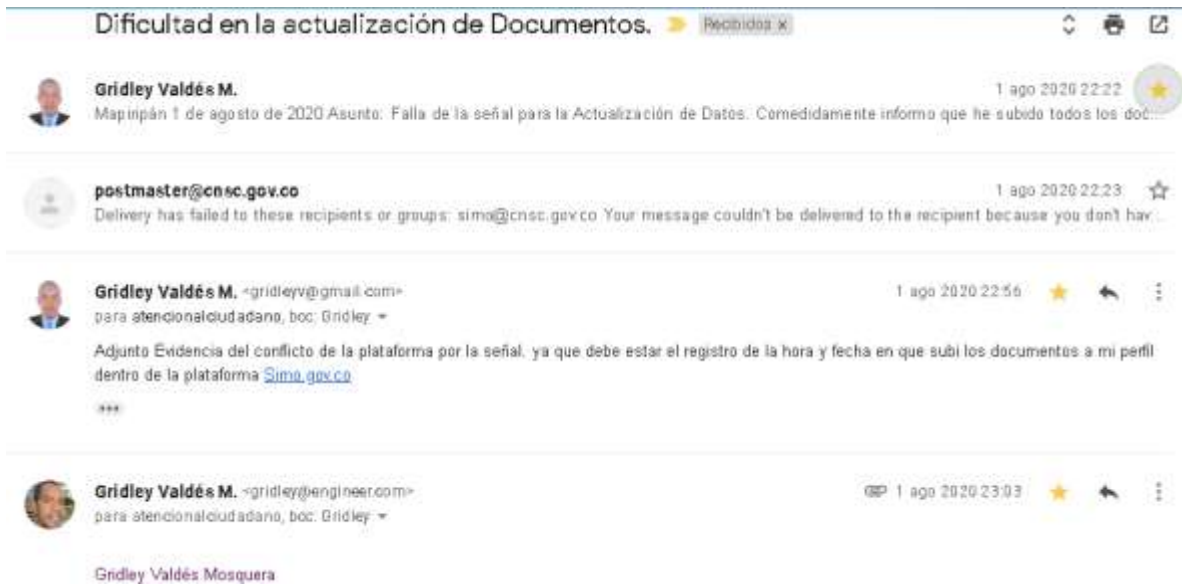 Dificultad en la actualización de Documentos. Recibidos x
Gridley Valdés M. 1 ago 2020 22:22
Mapiripán 1 de agosto de 2020 Asunto: Falla de la señal para la Actualización de Datos. Comedidamente informo que he subido todos los doc...
postmaster@cnsc.gov.co 1 ago 2020 22:23
Delivery has failed to these recipients or groups: simo@cnsc.gov.co Your message couldn't be delivered to the recipient because you don't hav...
Gridley Valdés M. <gridleyv@gmail.com> 1 ago 2020 22:56
para atencionalciudadano, bcc: Gridley
Adjunto Evidencia del conflicto de la plataforma por la señal. ya que debe estar el registro de la hora y fecha en que subi los documentos a mi perfil
dentro de la plataforma Simo.gov.co
Gridley Valdés M. <gridley@engineer.com> 1 ago 2020 23:03
para atencionalciudadano, bcc: Gridley
Gridley Valdés Mosquera